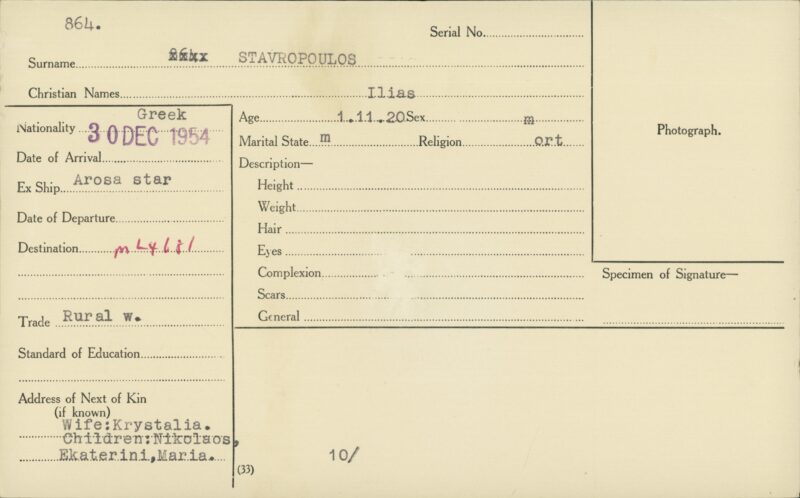 864.
Serial No.
Surname 864x STAVROPOULOS
Christian Names Ilias
Nationality Greek
30 DEC 1954
Date of Arrival
Ex Ship Arosa star
Date of Departure
Destination
Trade Rural w.
Standard of Education
Address of Next of Kin
(if known)
Wife:Krystalia.
Children:Nikolaos,
Ekaterini,Maria.
Age 1.11.20 Sex m
Marital State m Religion ort
Description—
Height
Weight
Hair
Eyes
Complexion
Scars
General
(33)
10/
Photograph.
Specimen of Signature—